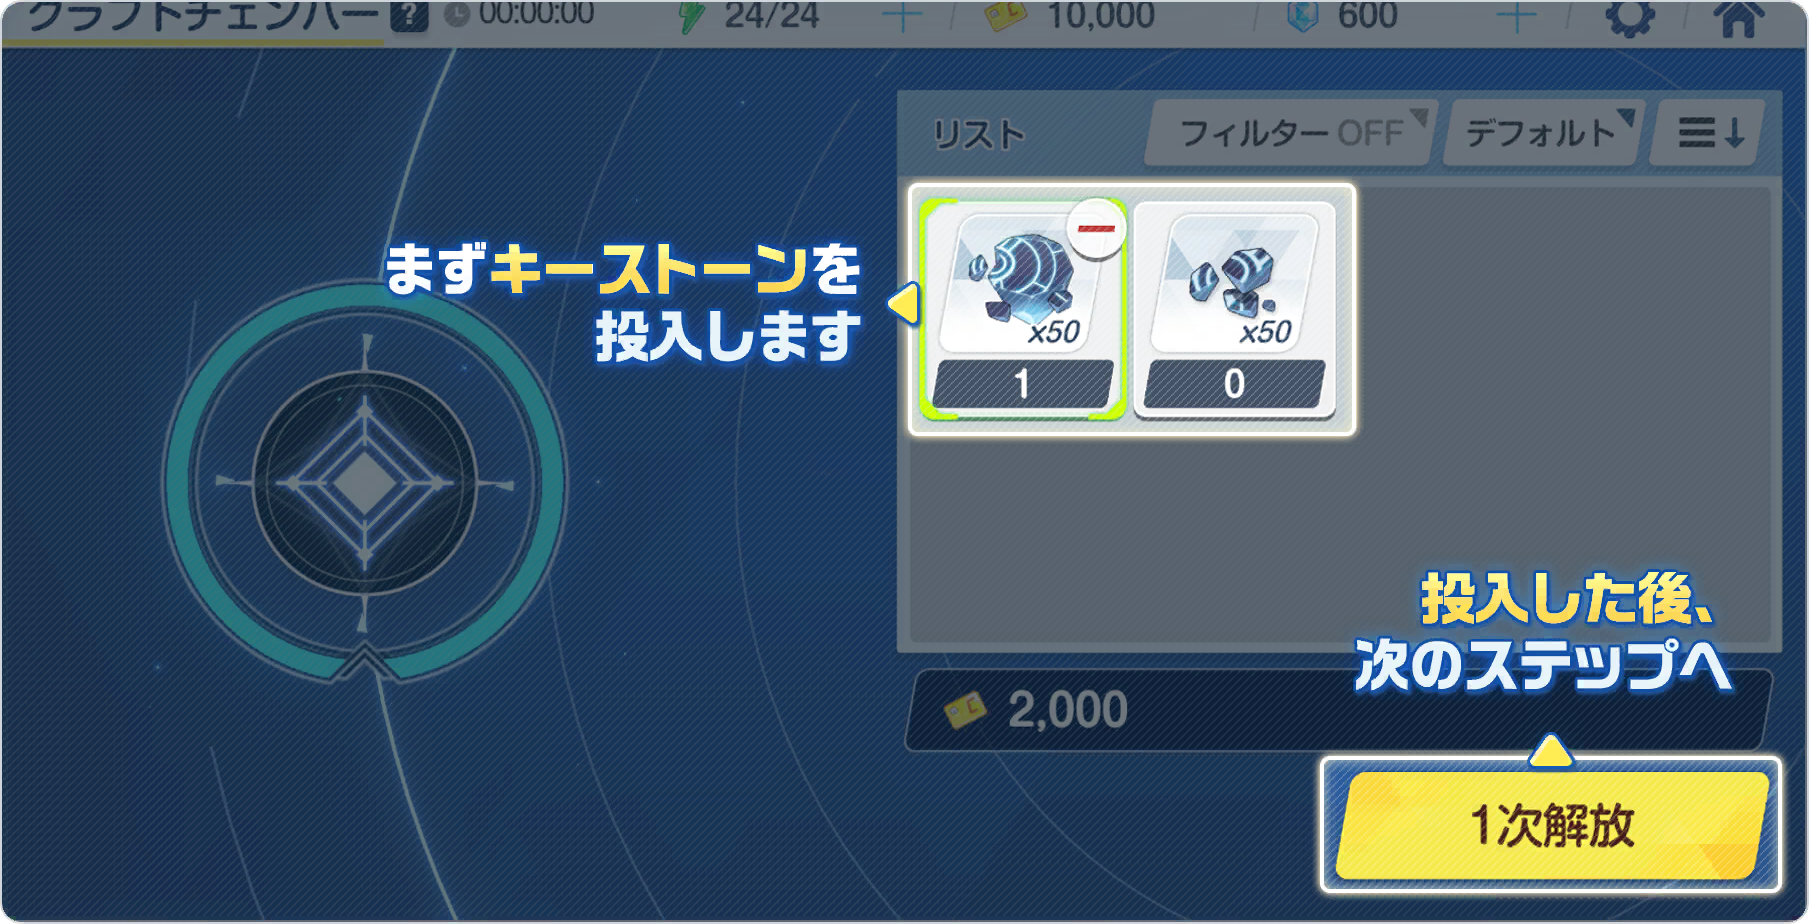 クラフトチェンバー ? 00:00:00 24/24 10,000 600
リスト フィルター OFF デフォルト
まずキーストーンを
投入します
x50 x50
1 0
投入した後、
次のステップへ
2,000
1次解放